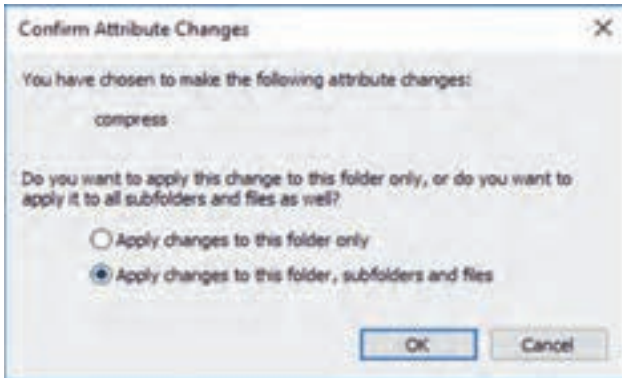 Confirm Attribute Changes
You have chosen to make the following attribute changes:
compress
Do you want to apply this change to this folder only, or do you want to
apply it to all subfolders and files as well?
Apply changes to this folder only
Apply changes to this folder, subfolders and files
OK Cancel